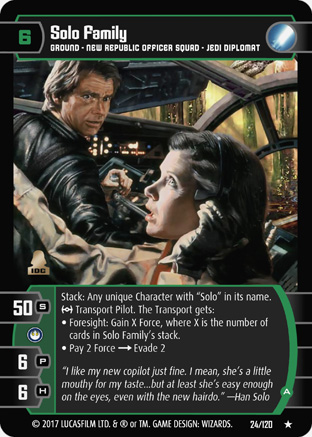 6
Solo Family
GROUND - NEW REPUBLIC OFFICER SQUAD - JEDI DIPLOMAT
IDC
50 S
6 P
6 H
Stack: Any unique Character with “Solo” in its name.
Transport Pilot. The Transport gets:
• Foresight: Gain X Force, where X is the number of
cards in Solo Family’s stack.
• Pay 2 Force → Evade 2
“I like my new copilot just fine. I mean, she’s a little
mouthy for my taste...but at least she’s easy enough
on the eyes, even with the new hairdo.” —Han Solo
A
© 2017 LUCASFILM LTD. & ® or TM. GAME DESIGN: WIZARDS.
24/120 ★